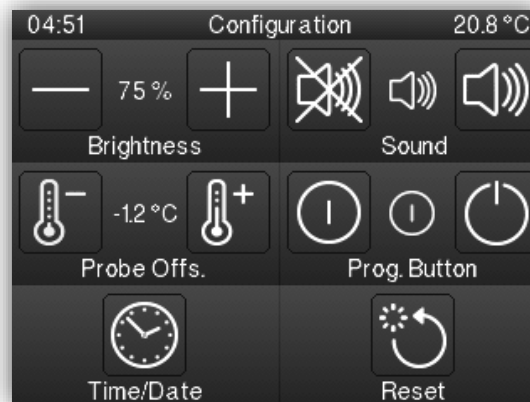 04:51 Configuration 20.8 °C
75 %
Brightness Sound
-1.2 °C
Probe Offs. Prog. Button
Time/Date Reset